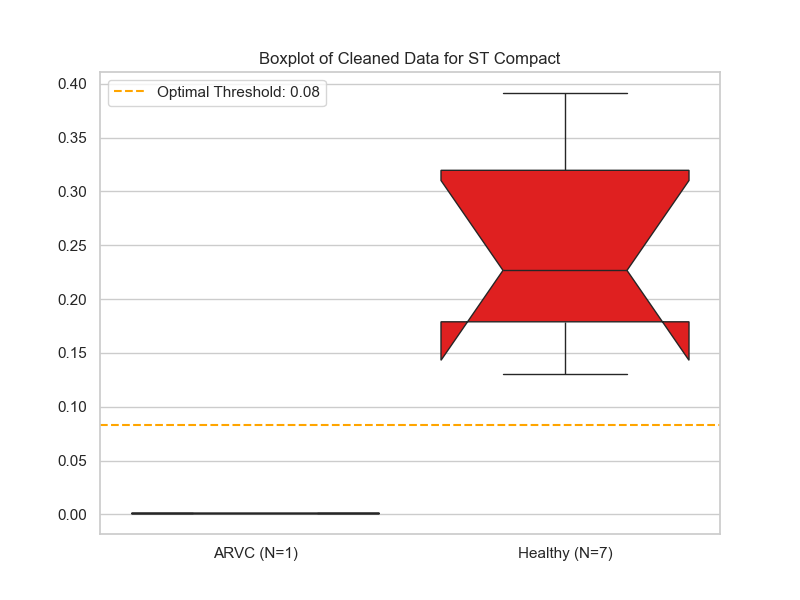 Boxplot of Cleaned Data for ST Compact
Optimal Threshold: 0.08
0.40
0.35
0.30
0.25
0.20
0.15
0.10
0.05
0.00
ARVC (N=1)
Healthy (N=7)